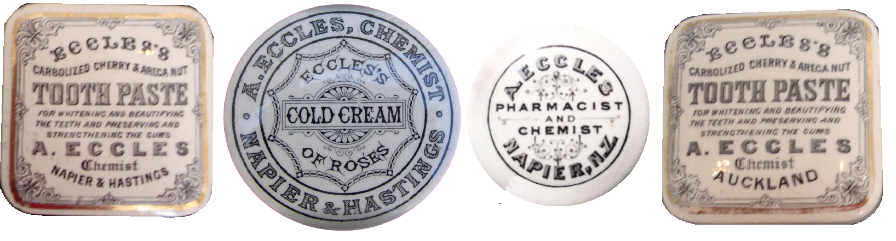 ECCLES'S
CARBOLIZED CHERRY & ARECA NUT
TOOTH PASTE
FOR WHITENING AND BEAUTIFYING
THE TEETH AND PRESERVING AND
STRENGTHENING THE GUMS
A. ECCLES
Chemist
NAPIER & HASTINGS
A. ECCLES, CHEMIST
ECCLES'S
COLD CREAM
OF ROSES
NAPIER & HASTINGS
A. ECCLES
PHARMACIST
AND
CHEMIST
NAPIER, N.Z
ECCLES'S
CARBOLIZED CHERRY & ARECA NUT
TOOTH PASTE
FOR WHITENING AND BEAUTIFYING
THE TEETH AND PRESERVING AND
STRENGTHENING THE GUMS
A. ECCLES
Chemist
AUCKLAND